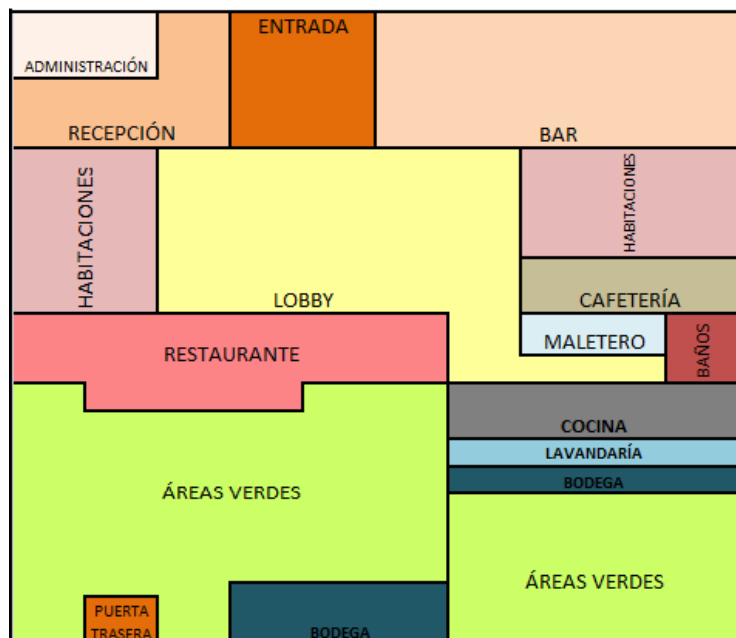 ENTRADA
ADMINISTRACIÓN
RECEPCIÓN
BAR
HABITACIONES
HABITACIONES
LOBBY
CAFETERÍA
RESTAURANTE
MALETERO
BAÑOS
COCINA
LAVANDARÍA
BODEGA
ÁREAS VERDES
ÁREAS VERDES
PUERTA
TRASERA
BODEGA